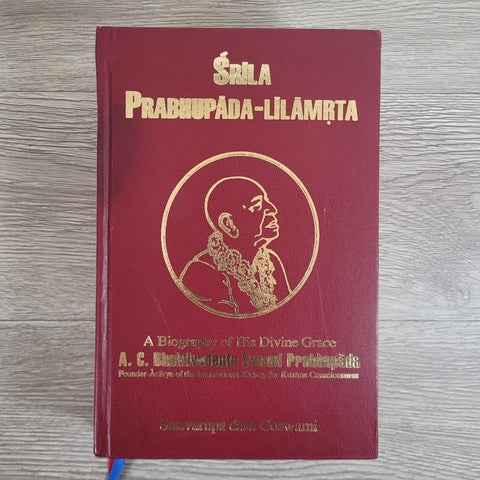 ŚRĪLA
PRABHUPĀDA-LĪLĀMṚTA
A Biography of His Divine Grace
A. C. Bhaktivedanta Swami Prabhupāda
Founder-Ācārya of the International Society for Krishna Consciousness
Satsvarūpa dāsa Goswami